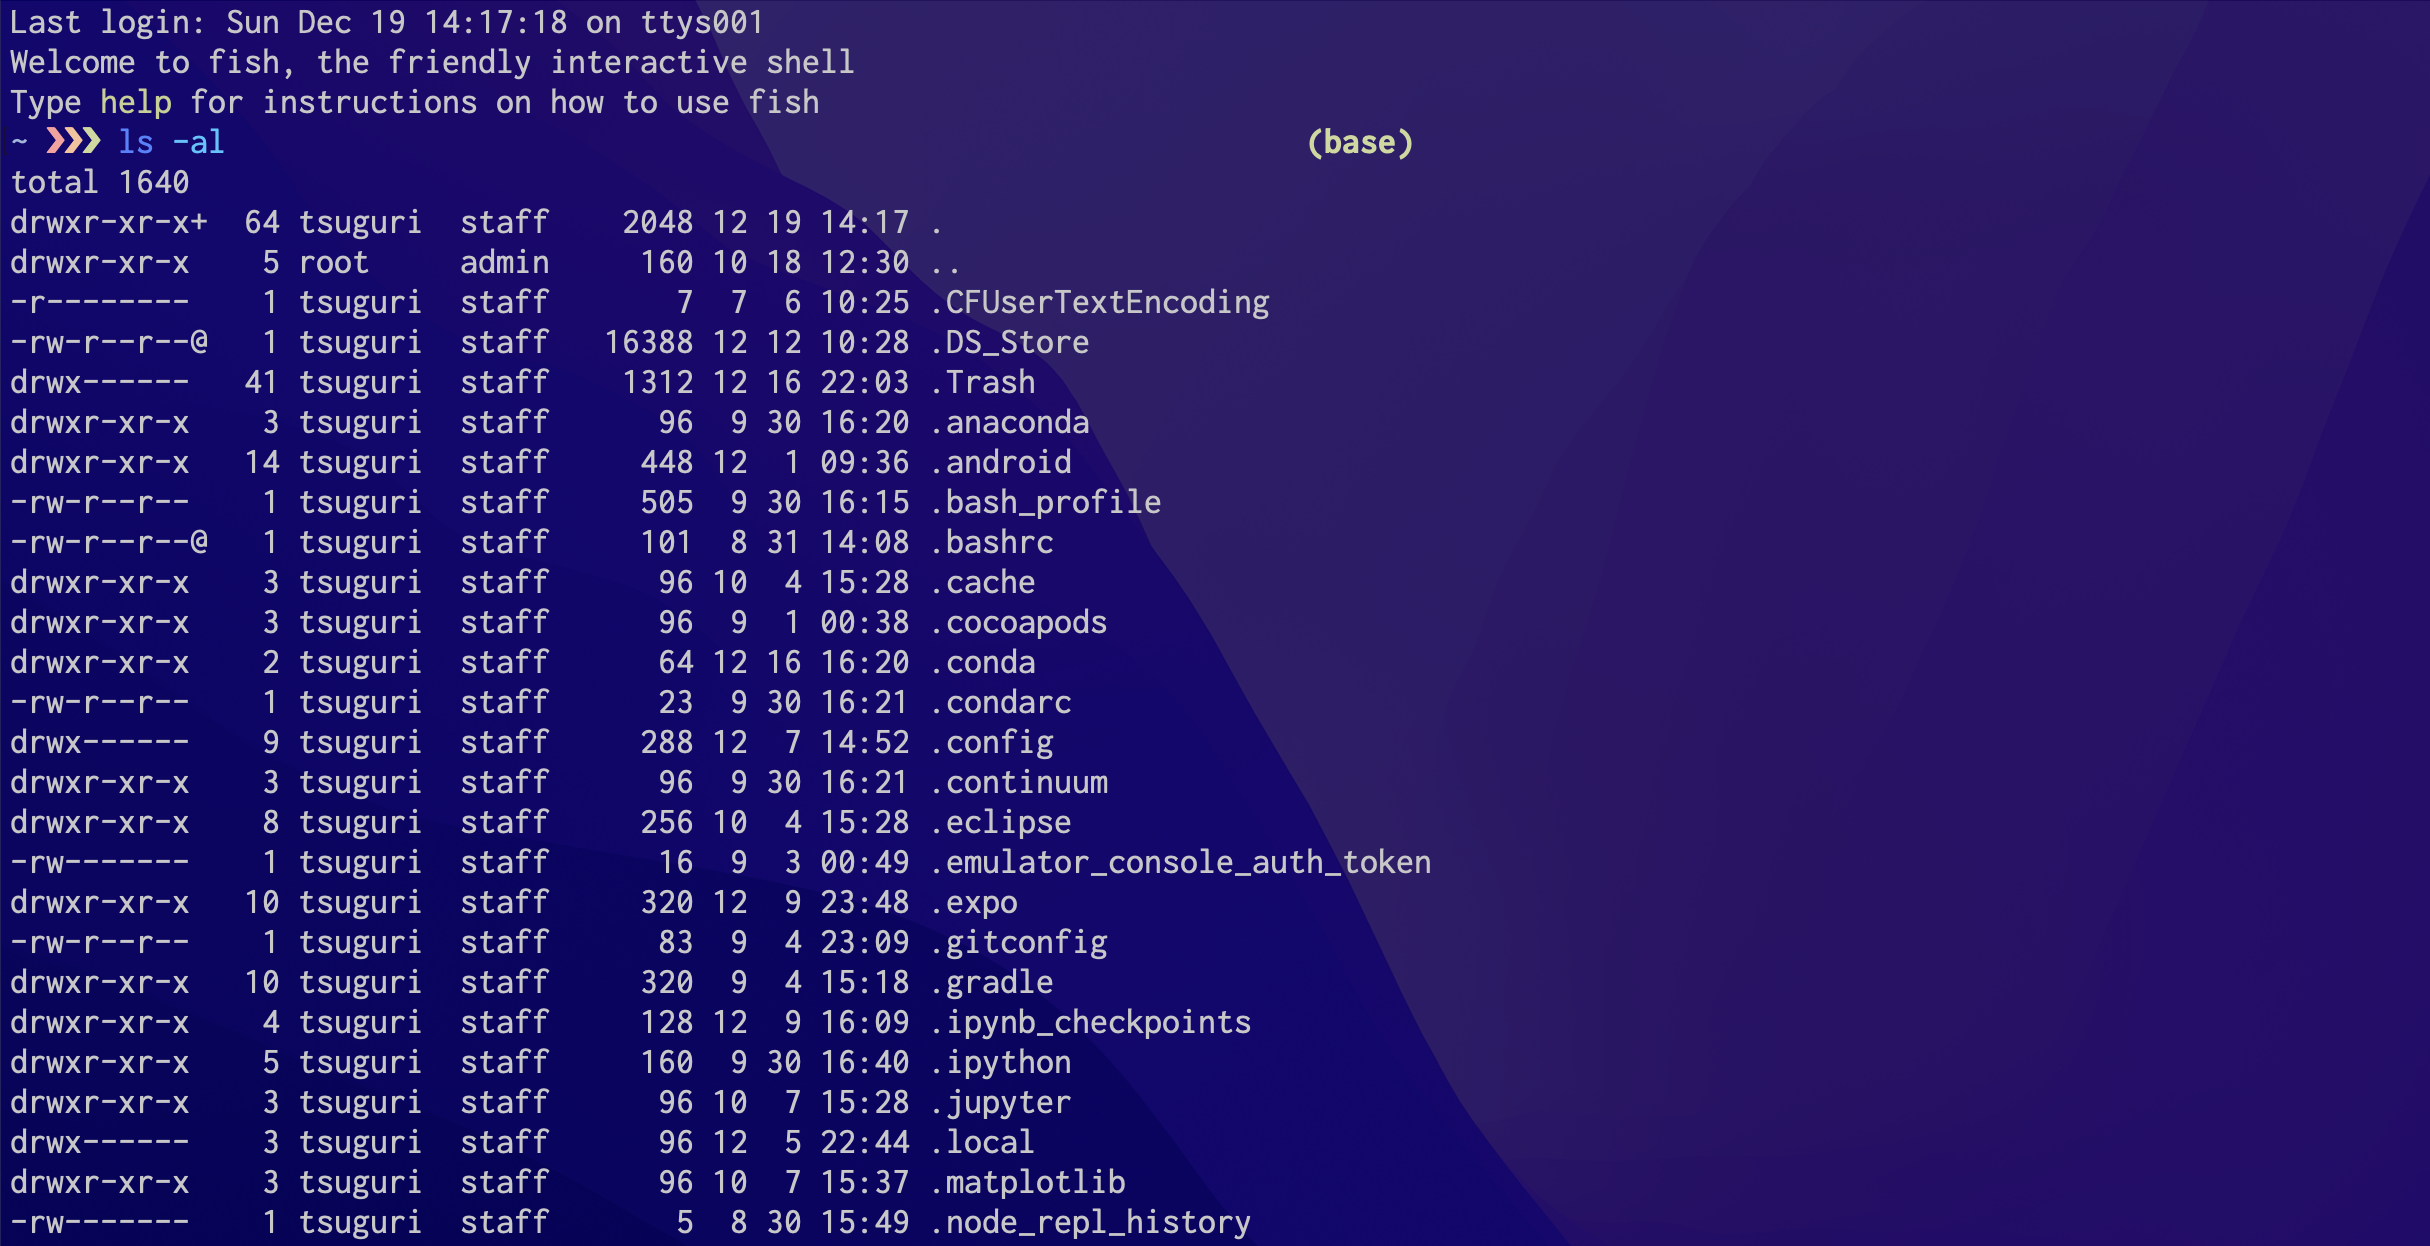 Last login: Sun Dec 19 14:17:18 on ttys001
Welcome to fish, the friendly interactive shell
Type help for instructions on how to use fish
~ ❯❯❯ ls -al (base)
total 1640
drwxr-xr-x+  64 tsuguri  staff    2048 12 19 14:17 .
drwxr-xr-x    5 root     admin     160 10 18 12:30 ..
-r--------    1 tsuguri  staff       7  7  6 10:25 .CFUserTextEncoding
-rw-r--r--@   1 tsuguri  staff   16388 12 12 10:28 .DS_Store
drwx------   41 tsuguri  staff    1312 12 16 22:03 .Trash
drwxr-xr-x    3 tsuguri  staff      96  9 30 16:20 .anaconda
drwxr-xr-x   14 tsuguri  staff     448 12  1 09:36 .android
-rw-r--r--    1 tsuguri  staff     505  9 30 16:15 .bash_profile
-rw-r--r--@   1 tsuguri  staff     101  8 31 14:08 .bashrc
drwxr-xr-x    3 tsuguri  staff      96 10  4 15:28 .cache
drwxr-xr-x    3 tsuguri  staff      96  9  1 00:38 .cocoapods
drwxr-xr-x    2 tsuguri  staff      64 12 16 16:20 .conda
-rw-r--r--    1 tsuguri  staff      23  9 30 16:21 .condarc
drwx------    9 tsuguri  staff     288 12  7 14:52 .config
drwxr-xr-x    3 tsuguri  staff      96  9 30 16:21 .continuum
drwxr-xr-x    8 tsuguri  staff     256 10  4 15:28 .eclipse
-rw-------    1 tsuguri  staff      16  9  3 00:49 .emulator_console_auth_token
drwxr-xr-x   10 tsuguri  staff     320 12  9 23:48 .expo
-rw-r--r--    1 tsuguri  staff      83  9  4 23:09 .gitconfig
drwxr-xr-x   10 tsuguri  staff     320  9  4 15:18 .gradle
drwxr-xr-x    4 tsuguri  staff     128 12  9 16:09 .ipynb_checkpoints
drwxr-xr-x    5 tsuguri  staff     160  9 30 16:40 .ipython
drwxr-xr-x    3 tsuguri  staff      96 10  7 15:28 .jupyter
drwx------    3 tsuguri  staff      96 12  5 22:44 .local
drwxr-xr-x    3 tsuguri  staff      96 10  7 15:37 .matplotlib
-rw-------    1 tsuguri  staff       5  8 30 15:49 .node_repl_history